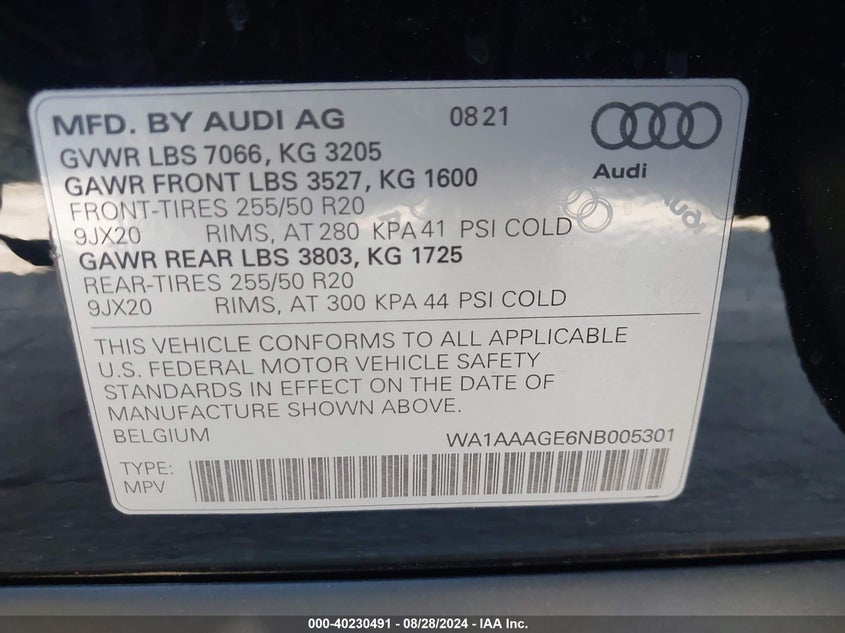 MFD. BY AUDI AG 08 21
Audi
GVWR LBS 7066, KG 3205
GAWR FRONT LBS 3527, KG 1600
FRONT-TIRES 255/50 R20
9JX20 RIMS, AT 280 KPA 41 PSI COLD
Audi
GAWR REAR LBS 3803, KG 1725
REAR-TIRES 255/50 R20
9JX20 RIMS, AT 300 KPA 44 PSI COLD
THIS VEHICLE CONFORMS TO ALL APPLICABLE
U.S. FEDERAL MOTOR VEHICLE SAFETY
STANDARDS IN EFFECT ON THE DATE OF
MANUFACTURE SHOWN ABOVE.
BELGIUM WA1AAAGE6NB005301
TYPE:
MPV
000-40230491 - 08/28/2024 - IAA Inc.